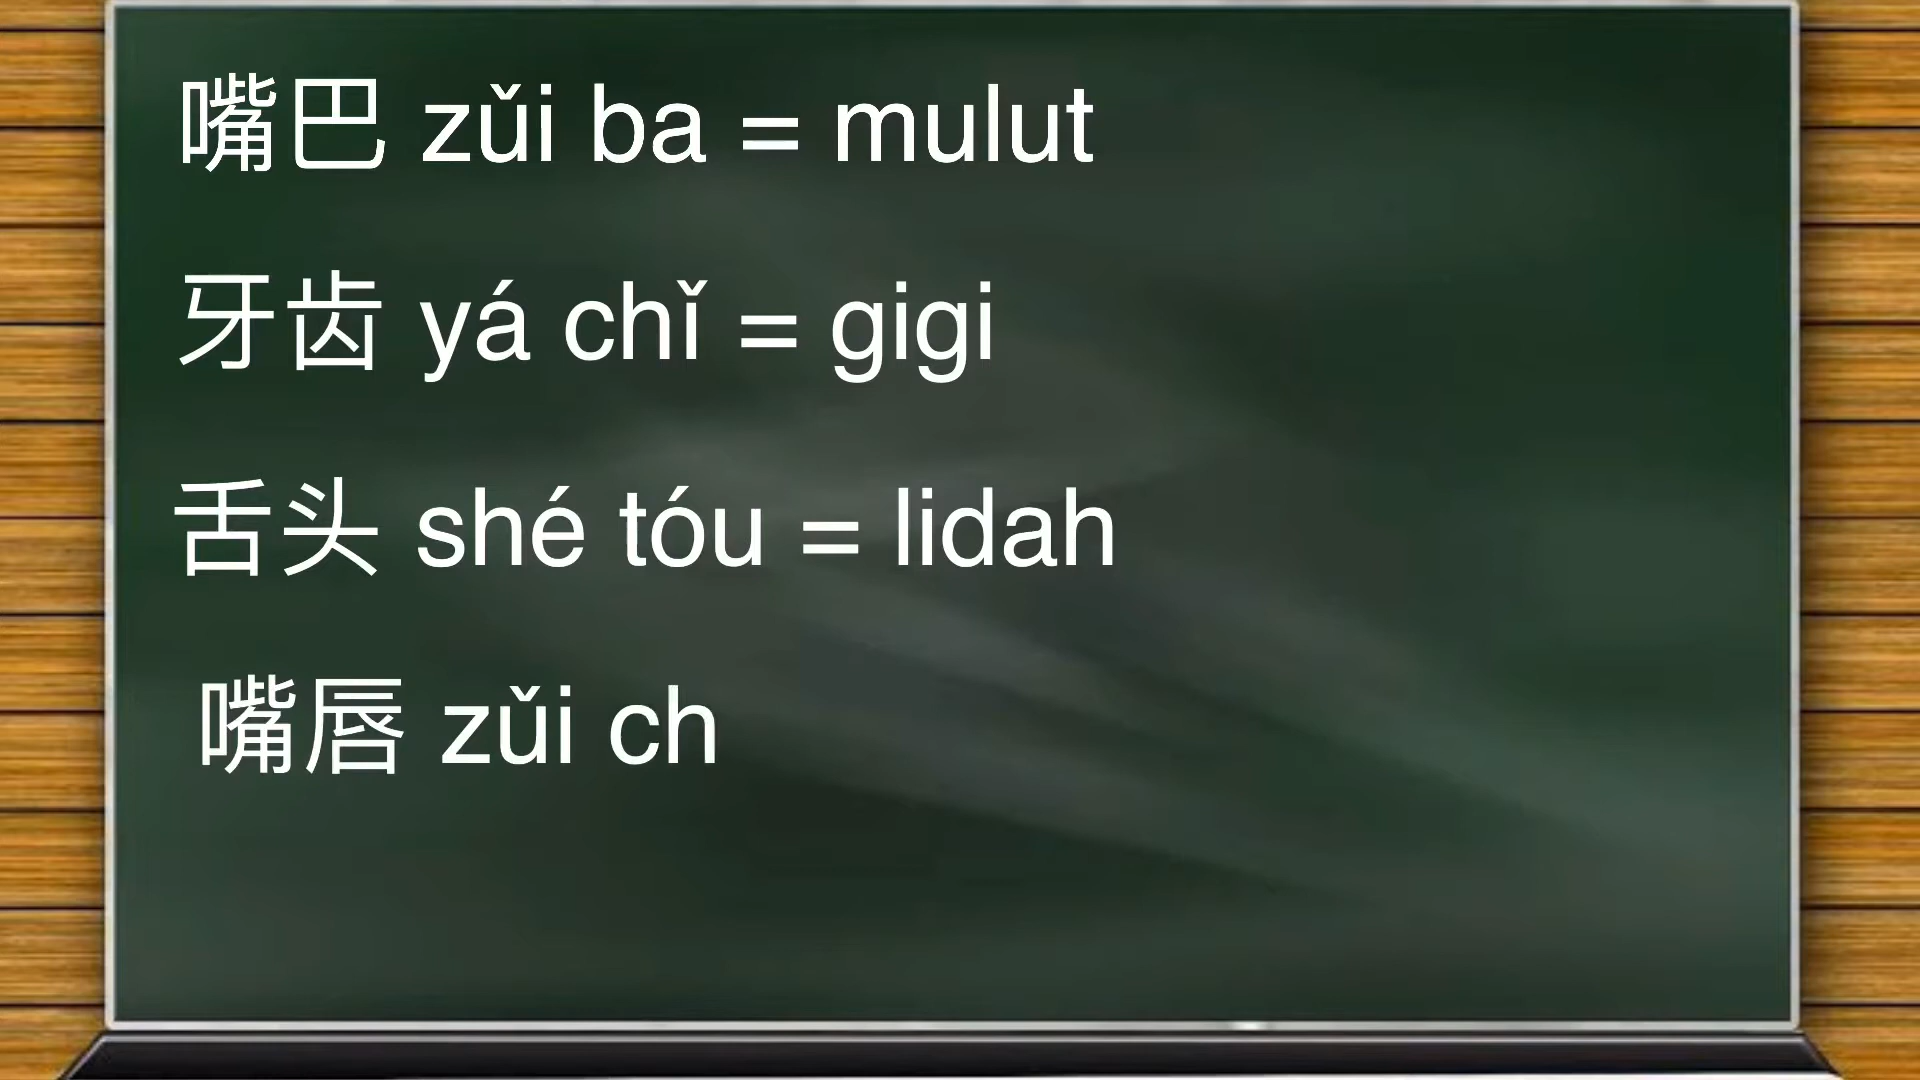 嘴巴 zǔi ba = mulut
牙齿 yá chǐ = gigi
舌头 shé tóu = lidah
嘴唇 zǔi ch